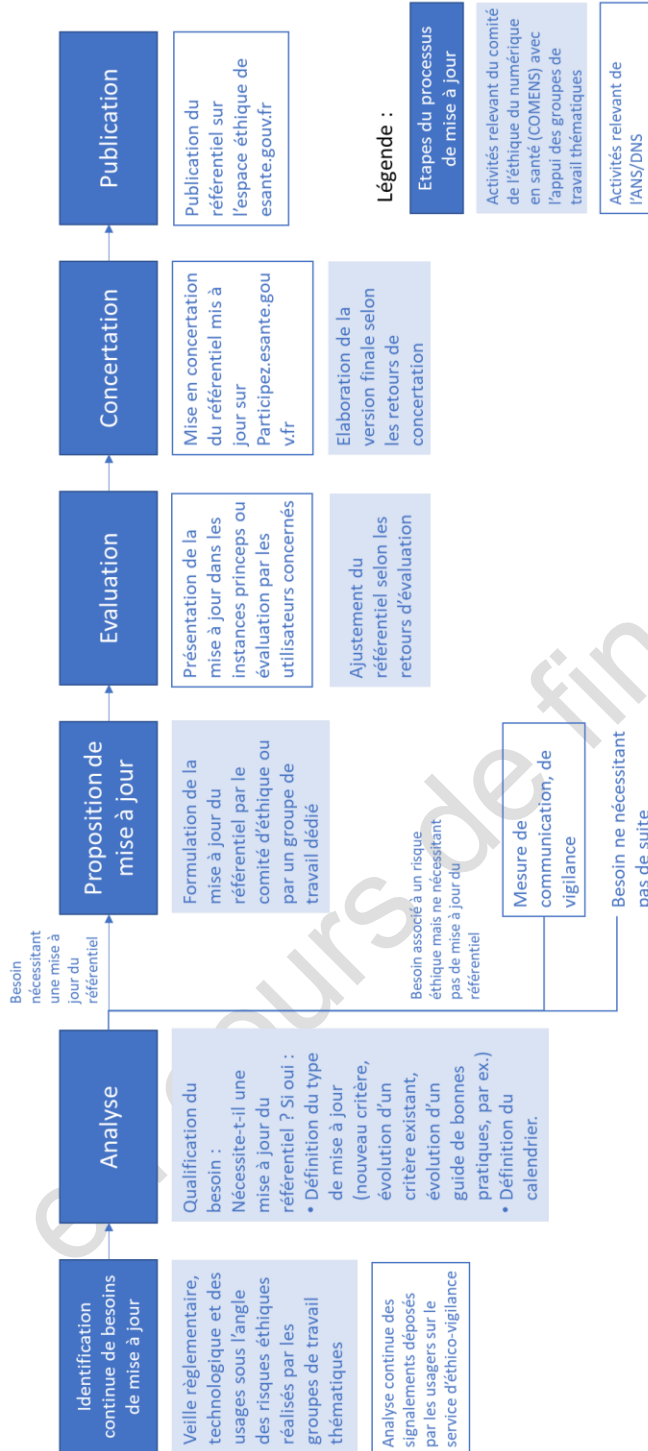 Identification
continue de besoins
de mise à jour
Veille règlementaire,
technologique et des
usages sous l'angle
des risques éthiques
réalisés par les
groupes de travail
thématiques
Analyse continue des
signalements déposés
par les usagers sur le
service d'éthico-vigilance
Analyse
Qualification du
besoin :
Nécessite-t-il une
mise à jour du
référentiel ? Si oui :
• Définition du type
de mise à jour
(nouveau critère,
évolution d'un
critère existant,
évolution d'un
guide de bonnes
pratiques, par ex.)
• Définition du
calendrier.
Besoin
nécessitant
une mise à
jour du
référentiel
Besoin associé à un risque
éthique mais ne nécessitant
pas de mise à jour du
référentiel
Mesure de
communication, de
vigilance
Besoin ne nécessitant
pas de suite
Proposition de
mise à jour
Formulation de la
mise à jour du
référentiel par le
comité d'éthique ou
par un groupe de
travail dédié
Evaluation
Présentation de la
mise à jour dans les
instances princeps ou
évaluation par les
utilisateurs concernés
Ajustement du
référentiel selon les
retours d'évaluation
Concertation
Mise en concertation
du référentiel mis à
jour sur
Participez.esante.gou
v.fr
Elaboration de la
version finale selon
les retours de
concertation
Publication
Publication du
référentiel sur
l'espace éthique de
esante.gouv.fr
Légende :
Etapes du processus
de mise à jour
Activités relevant du comité
de l'éthique du numérique
en santé (COMENS) avec
l'appui des groupes de
travail thématiques
Activités relevant de
l'ANS/DNS
de fin